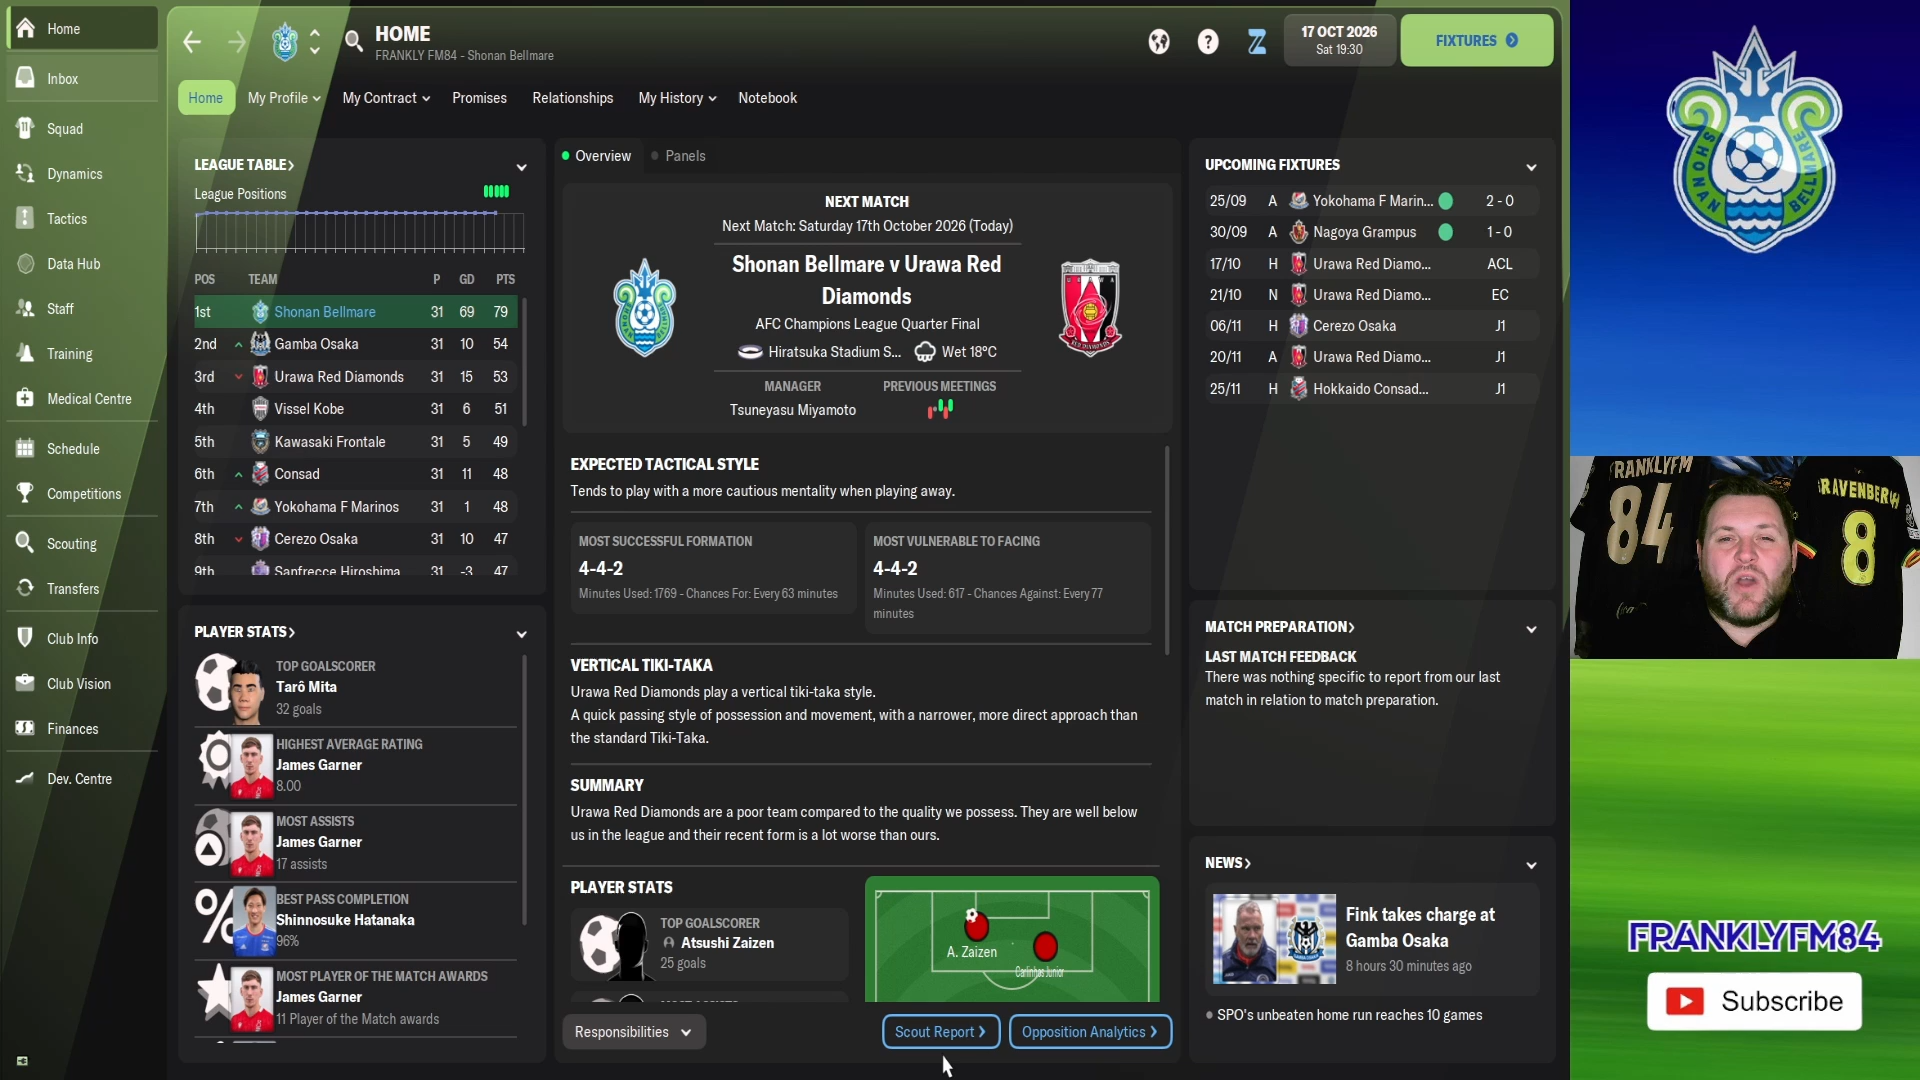 Home
Inbox
Squad
Dynamics
Tactics
Data Hub
Staff
Training
Medical Centre
Schedule
Competitions
Scouting
Transfers
Club Info
Club Vision
Finances
Dev. Centre
HOME
FRANKLY FM84 - Shonan Bellmare
17 OCT 2026
Sat 19:30
FIXTURES
Home
My Profile
My Contract
Promises
Relationships
My History
Notebook
LEAGUE TABLE
League Positions
POS TEAM P GD PTS
1st Shonan Bellmare 31 69 79
2nd Gamba Osaka 31 10 54
3rd Urawa Red Diamonds 31 15 53
4th Vissel Kobe 31 6 51
5th Kawasaki Frontale 31 5 49
6th Consad 31 11 48
7th Yokohama F Marinos 31 1 48
8th Cerezo Osaka 31 10 47
9th Sanfrecce Hiroshima 31 -3 47
PLAYER STATS
TOP GOALSCORER
Tarô Mita
32 goals
HIGHEST AVERAGE RATING
James Garner
8.00
MOST ASSISTS
James Garner
17 assists
BEST PASS COMPLETION
Shinnosuke Hatanaka
96%
MOST PLAYER OF THE MATCH AWARDS
James Garner
11 Player of the Match awards
Overview
Panels
NEXT MATCH
Next Match: Saturday 17th October 2026 (Today)
Shonan Bellmare v Urawa Red
Diamonds
AFC Champions League Quarter Final
Hiratsuka Stadium S... Wet 18°C
MANAGER PREVIOUS MEETINGS
Tsuneyasu Miyamoto
EXPECTED TACTICAL STYLE
Tends to play with a more cautious mentality when playing away.
MOST SUCCESSFUL FORMATION
4-4-2
Minutes Used: 1769 - Chances For: Every 63 minutes
MOST VULNERABLE TO FACING
4-4-2
Minutes Used: 617 - Chances Against: Every 77
minutes
VERTICAL TIKI-TAKA
Urawa Red Diamonds play a vertical tiki-taka style.
A quick passing style of possession and movement, with a narrower, more direct approach than
the standard Tiki-Taka.
SUMMARY
Urawa Red Diamonds are a poor team compared to the quality we possess. They are well below
us in the league and their recent form is a lot worse than ours.
PLAYER STATS
TOP GOALSCORER
Atsushi Zaizen
25 goals
A. Zaizen
Carlinhos Junior
Responsibilities
Scout Report
Opposition Analytics
UPCOMING FIXTURES
25/09 A Yokohama F Marin... 2 - 0
30/09 A Nagoya Grampus 1 - 0
17/10 H Urawa Red Diamo... ACL
21/10 N Urawa Red Diamo... EC
06/11 H Cerezo Osaka J1
20/11 A Urawa Red Diamo... J1
25/11 H Hokkaido Consad... J1
MATCH PREPARATION
LAST MATCH FEEDBACK
There was nothing specific to report from our last
match in relation to match preparation.
NEWS
Fink takes charge at
Gamba Osaka
8 hours 30 minutes ago
SPO's unbeaten home run reaches 10 games
SHONAN BELLMARE
FRANKLYFM
84
RAVENBERCH
8
FRANKLYFM84
Subscribe